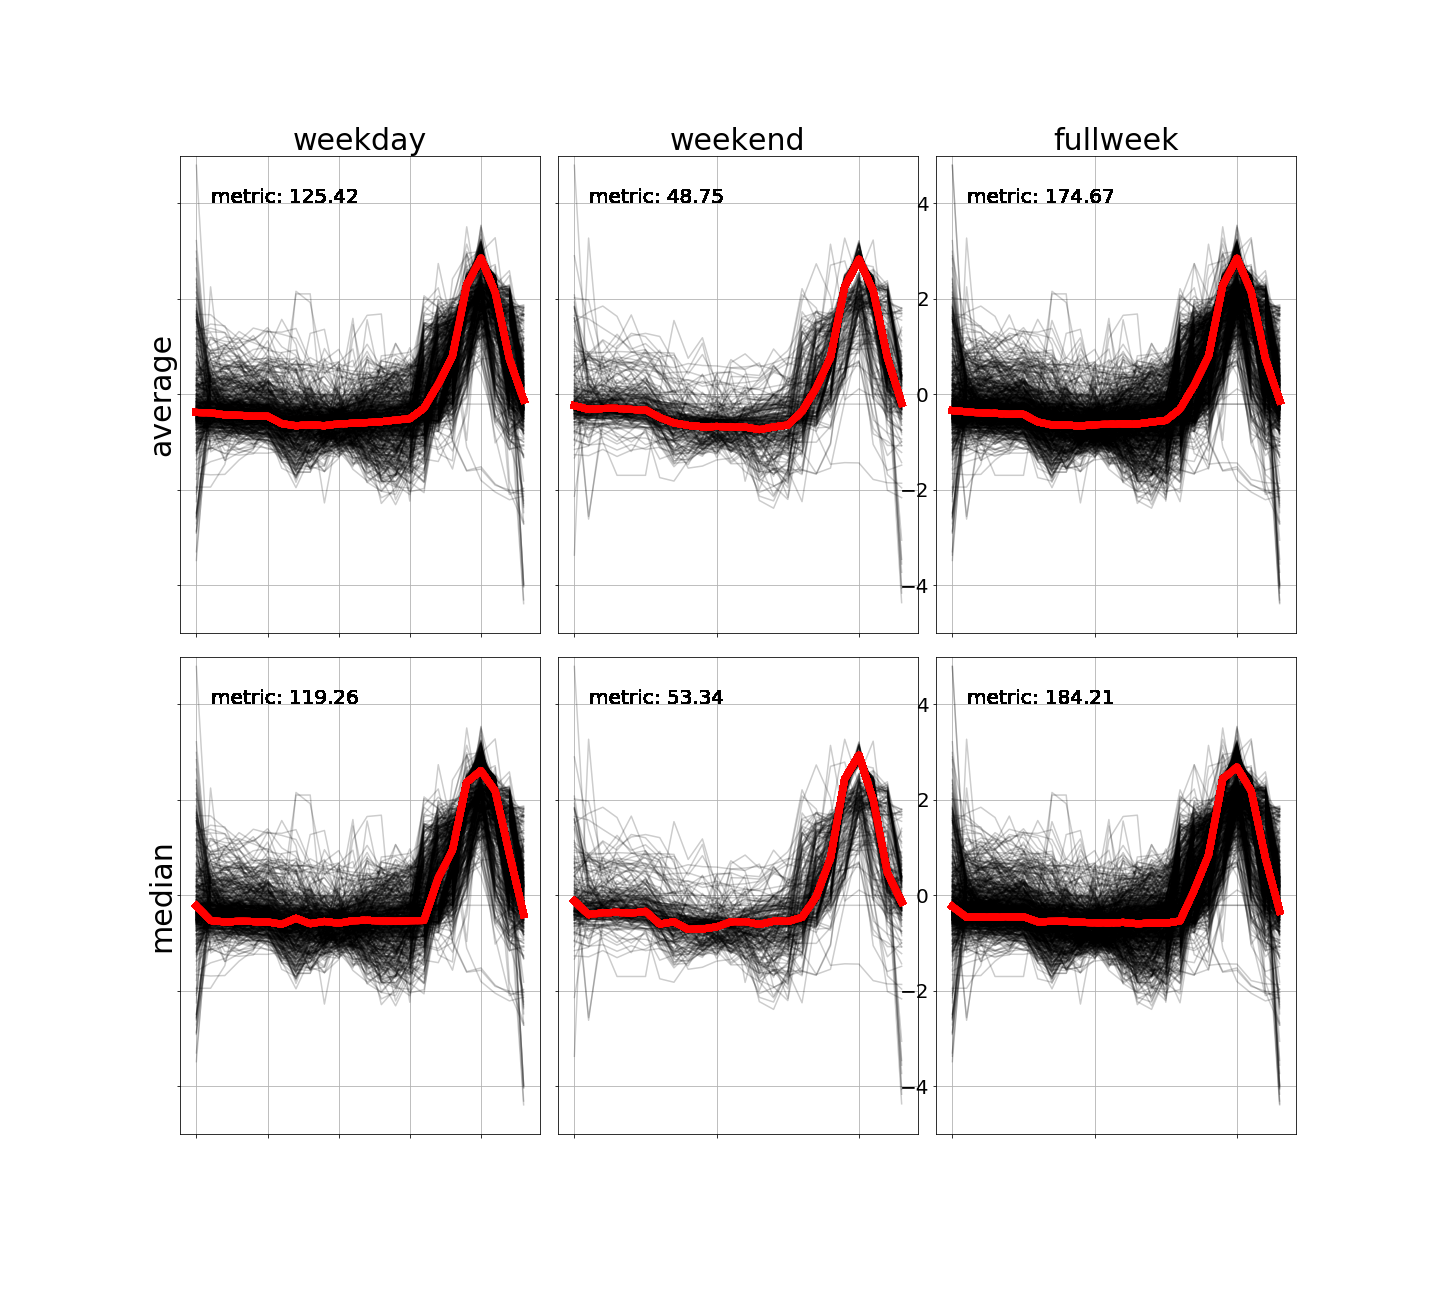 weekday
weekend
fullweek
average
metric: 125.42
metric: 48.75
metric: 174.67
4
2
0
−2
−4
median
metric: 119.26
metric: 53.34
metric: 184.21
4
2
0
−2
−4